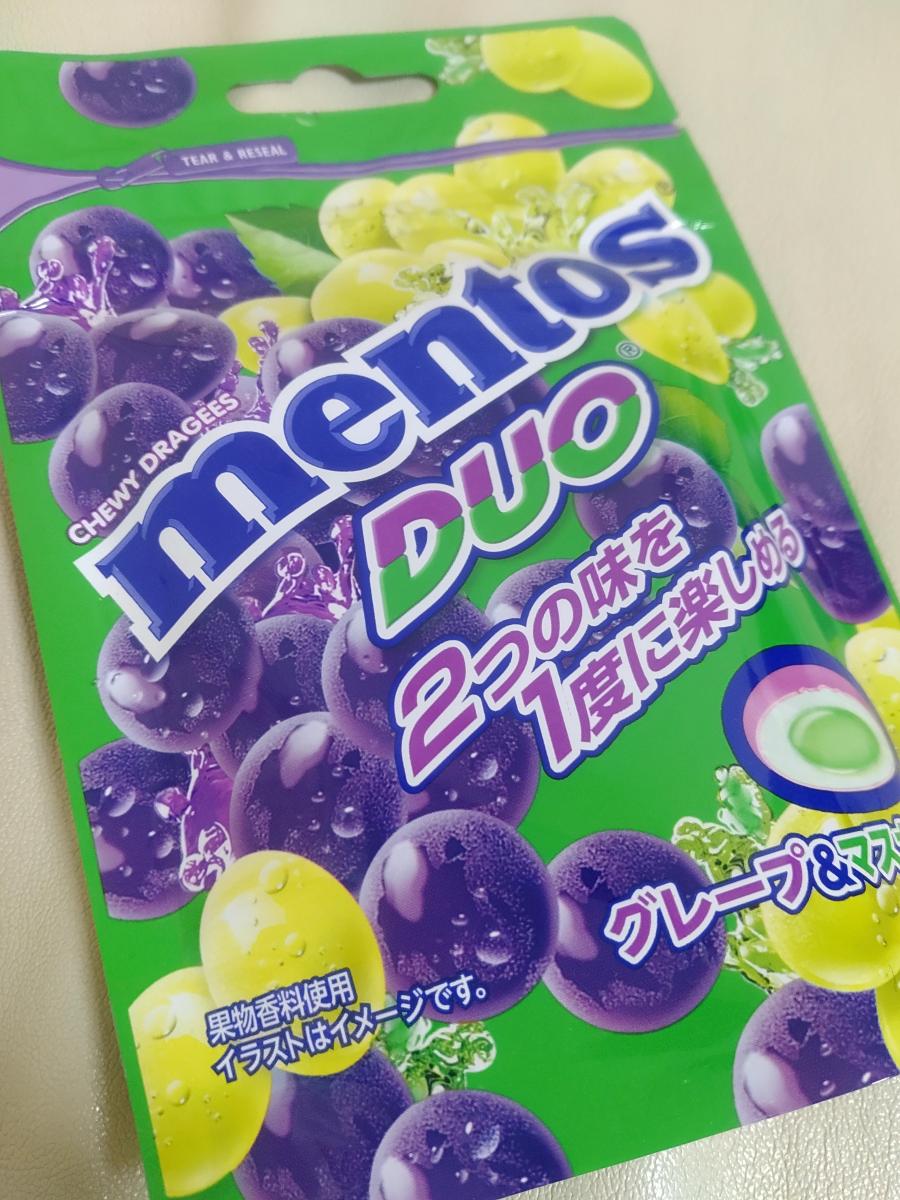 TEAR & RESEAL
CHEWY DRAGEES
mentos
®
DUO
2つの味を
1度に楽しめる
グレープ&マス
果物香料使用
イラストはイメージです。